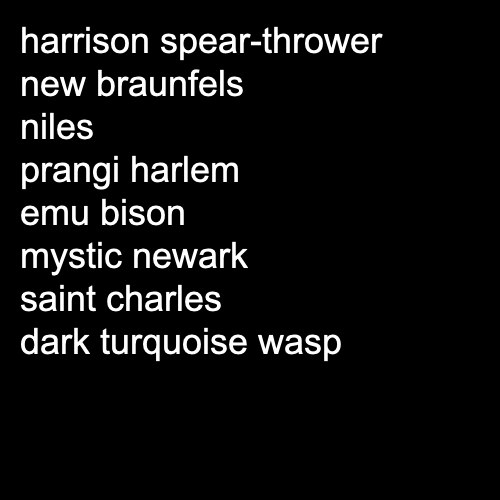 harrison spear-thrower
new braunfels
niles
prangi harlem
emu bison
mystic newark
saint charles
dark turquoise wasp